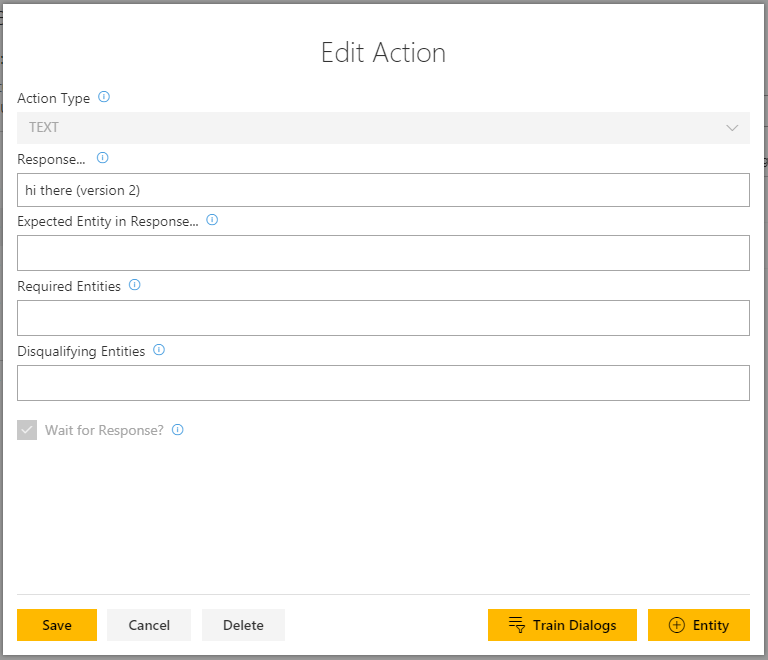 Edit Action
Action Type
TEXT
Response...
hi there (version 2)
Expected Entity in Response...
Required Entities
Disqualifying Entities
Wait for Response?
Save Cancel Delete Train Dialogs Entity